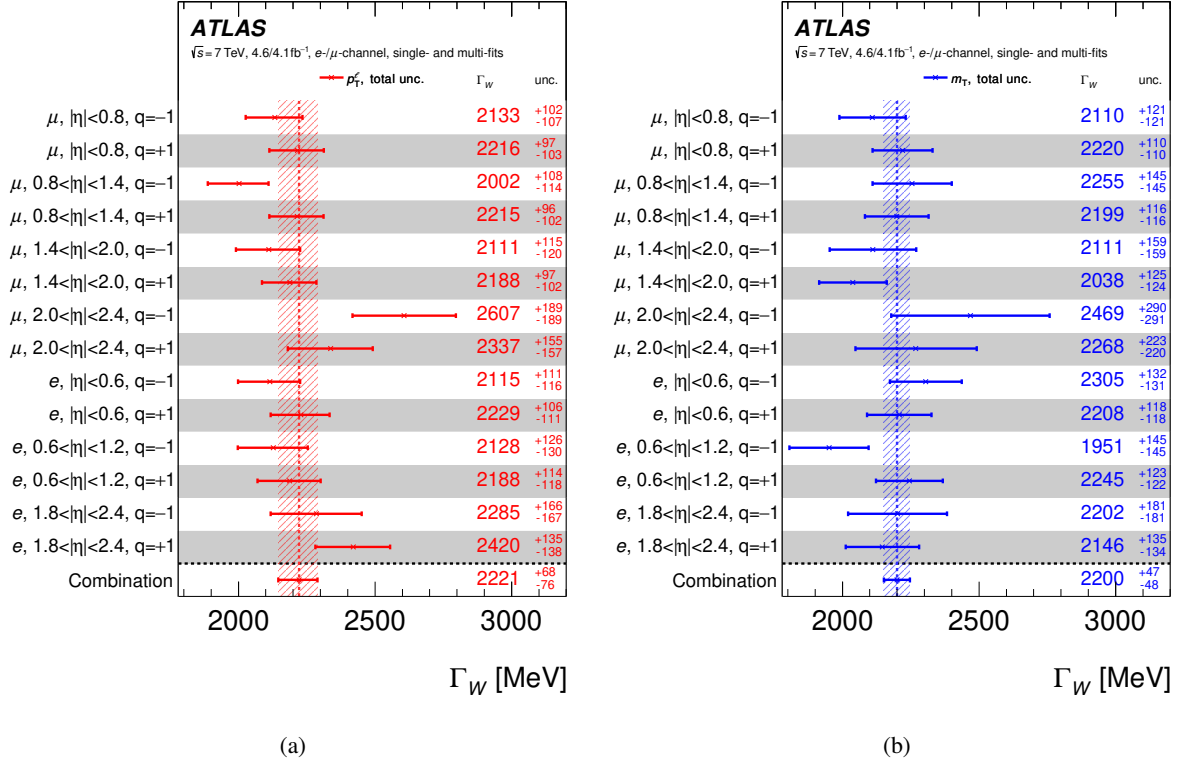 ATLAS
√s = 7 TeV, 4.6/4.1 fb⁻¹, e-/μ-channel, single- and multi-fits
p_T^ℓ, total unc. Γ_W unc.
μ, |η|<0.8, q=−1 2133 +102 -107
μ, |η|<0.8, q=+1 2216 +97 -103
μ, 0.8<|η|<1.4, q=−1 2002 +108 -114
μ, 0.8<|η|<1.4, q=+1 2215 +96 -102
μ, 1.4<|η|<2.0, q=−1 2111 +115 -120
μ, 1.4<|η|<2.0, q=+1 2188 +97 -102
μ, 2.0<|η|<2.4, q=−1 2607 +189 -189
μ, 2.0<|η|<2.4, q=+1 2337 +155 -157
e, |η|<0.6, q=−1 2115 +111 -116
e, |η|<0.6, q=+1 2229 +106 -111
e, 0.6<|η|<1.2, q=−1 2128 +126 -130
e, 0.6<|η|<1.2, q=+1 2188 +114 -118
e, 1.8<|η|<2.4, q=−1 2285 +166 -167
e, 1.8<|η|<2.4, q=+1 2420 +135 -138
Combination 2221 +68 -76
2000 2500 3000
Γ_W [MeV]
(a)
ATLAS
√s = 7 TeV, 4.6/4.1 fb⁻¹, e-/μ-channel, single- and multi-fits
m_T, total unc. Γ_W unc.
μ, |η|<0.8, q=−1 2110 +121 -121
μ, |η|<0.8, q=+1 2220 +110 -110
μ, 0.8<|η|<1.4, q=−1 2255 +145 -145
μ, 0.8<|η|<1.4, q=+1 2199 +116 -116
μ, 1.4<|η|<2.0, q=−1 2111 +159 -159
μ, 1.4<|η|<2.0, q=+1 2038 +125 -124
μ, 2.0<|η|<2.4, q=−1 2469 +290 -291
μ, 2.0<|η|<2.4, q=+1 2268 +223 -220
e, |η|<0.6, q=−1 2305 +132 -131
e, |η|<0.6, q=+1 2208 +118 -118
e, 0.6<|η|<1.2, q=−1 1951 +145 -145
e, 0.6<|η|<1.2, q=+1 2245 +123 -122
e, 1.8<|η|<2.4, q=−1 2202 +181 -181
e, 1.8<|η|<2.4, q=+1 2146 +135 -134
Combination 2200 +47 -48
2000 2500 3000
Γ_W [MeV]
(b)